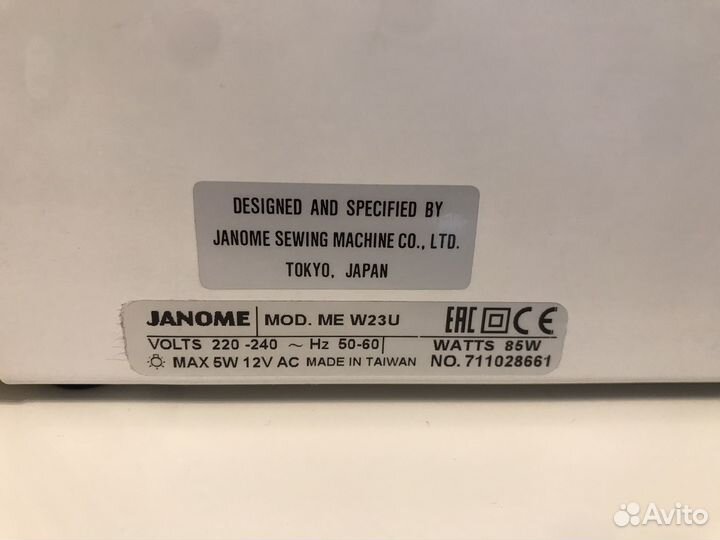 DESIGNED AND SPECIFIED BY
JANOME SEWING MACHINE CO., LTD.
TOKYO, JAPAN
JANOME MOD. ME W23U EAC CE
VOLTS 220 -240 ~ Hz 50-60 WATTS 85W
MAX 5W 12V AC MADE IN TAIWAN NO. 711028661
Avito